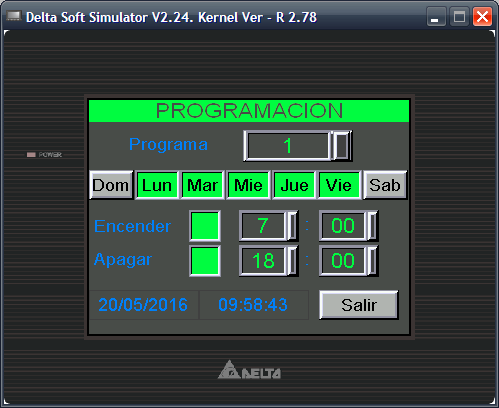 Delta Soft Simulator V2.24. Kernel Ver - R 2.78
PROGRAMACION
Programa 1
Dom Lun Mar Mie Jue Vie Sab
Encender 7 : 00
Apagar 18 : 00
20/05/2016 09:58:43 Salir
POWER
DELTA